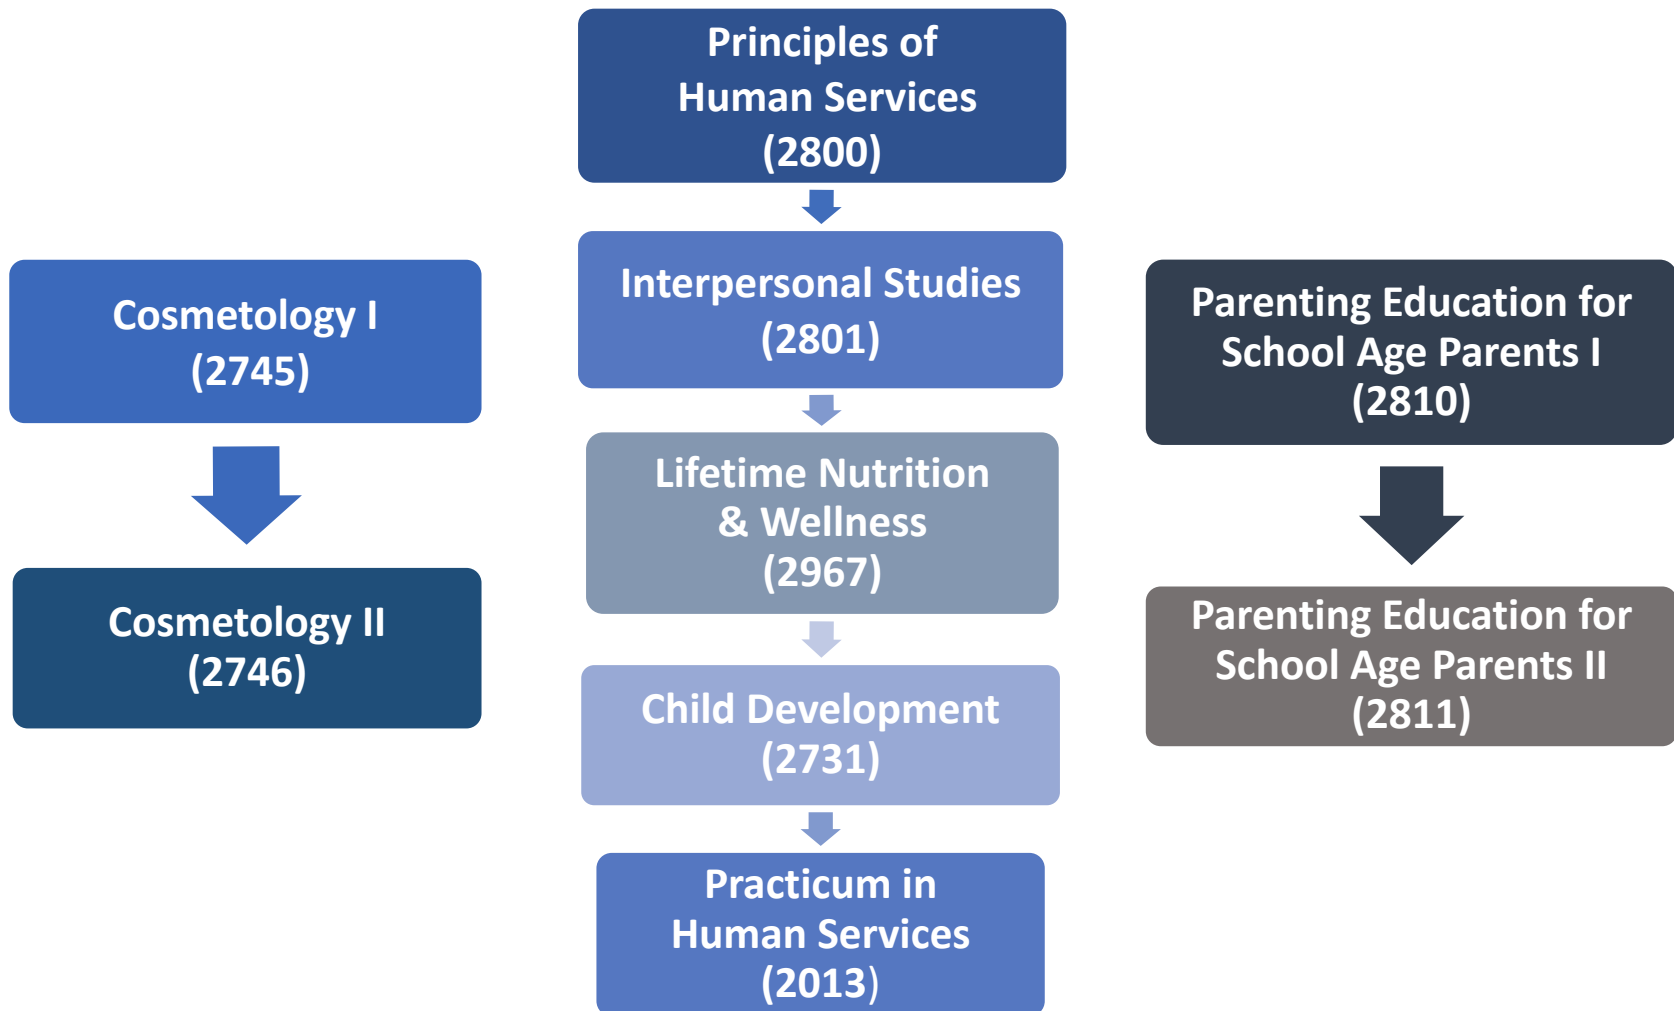 Principles of
Human Services
(2800)
Interpersonal Studies
(2801)
Lifetime Nutrition
& Wellness
(2967)
Child Development
(2731)
Practicum in
Human Services
(2013)
Cosmetology I
(2745)
Cosmetology II
(2746)
Parenting Education for
School Age Parents I
(2810)
Parenting Education for
School Age Parents II
(2811)